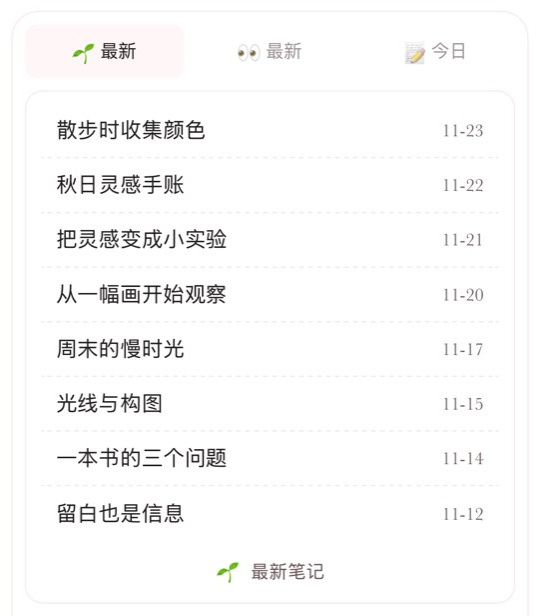 🌱 最新 👀 最新 📝 今日
散步时收集颜色 11-23
秋日灵感手账 11-22
把灵感变成小实验 11-21
从一幅画开始观察 11-20
周末的慢时光 11-17
光线与构图 11-15
一本书的三个问题 11-14
留白也是信息 11-12
🌱 最新笔记